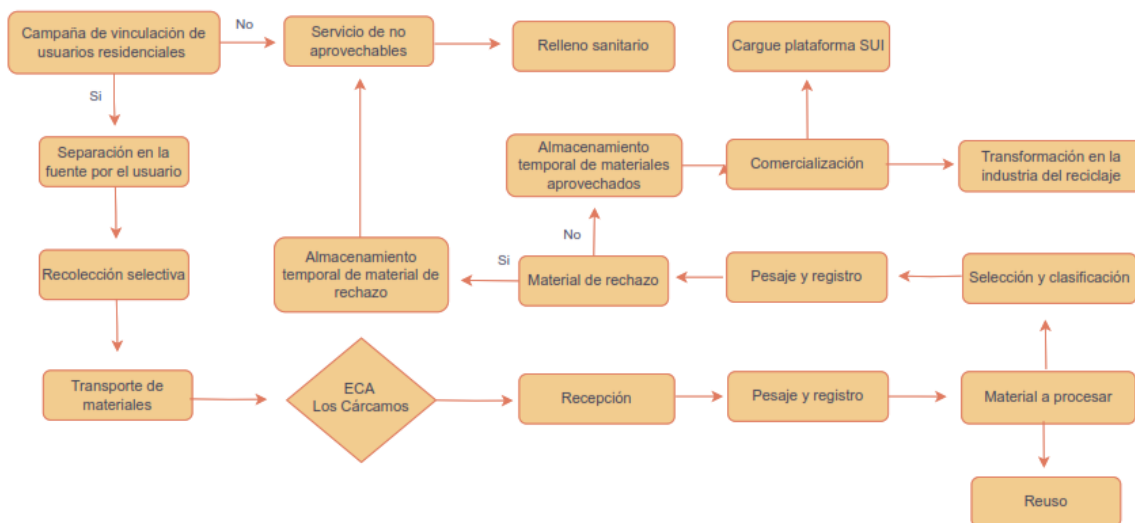 Campaña de vinculación de
usuarios residenciales
No
Servicio de no
aprovechables
Relleno sanitario
Cargue plataforma SUI
Si
Separación en la
fuente por el usuario
Almacenamiento
temporal de materiales
aprovechados
Comercialización
Transformación en la
industria del reciclaje
No
Recolección selectiva
Almacenamiento
temporal de material de
rechazo
Si
Material de rechazo
Pesaje y registro
Selección y clasificación
Transporte de
materiales
ECA
Los Cárcamos
Recepción
Pesaje y registro
Material a procesar
Reuso